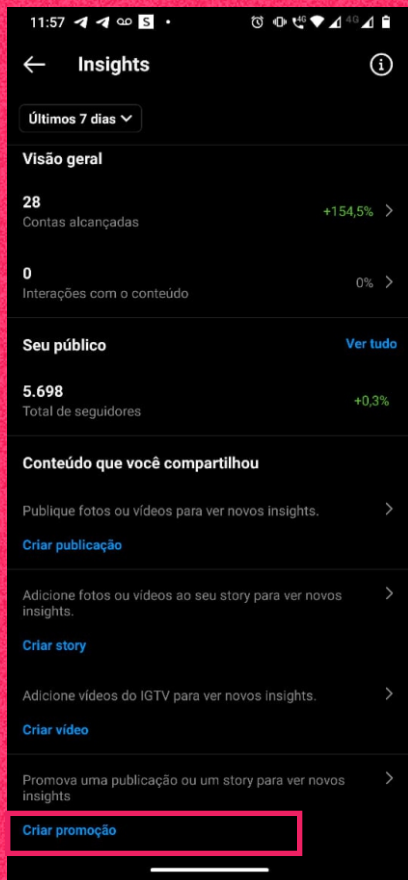 11:57 S 4G 4G
Insights
Últimos 7 dias
Visão geral
28
+154,5%
Contas alcançadas
0
0%
Interações com o conteúdo
Seu público
Ver tudo
5.698
+0,3%
Total de seguidores
Conteúdo que você compartilhou
Publique fotos ou vídeos para ver novos insights.
Criar publicação
Adicione fotos ou vídeos ao seu story para ver novos
insights.
Criar story
Adicione vídeos do IGTV para ver novos insights.
Criar vídeo
Promova uma publicação ou um story para ver novos
insights
Criar promoção